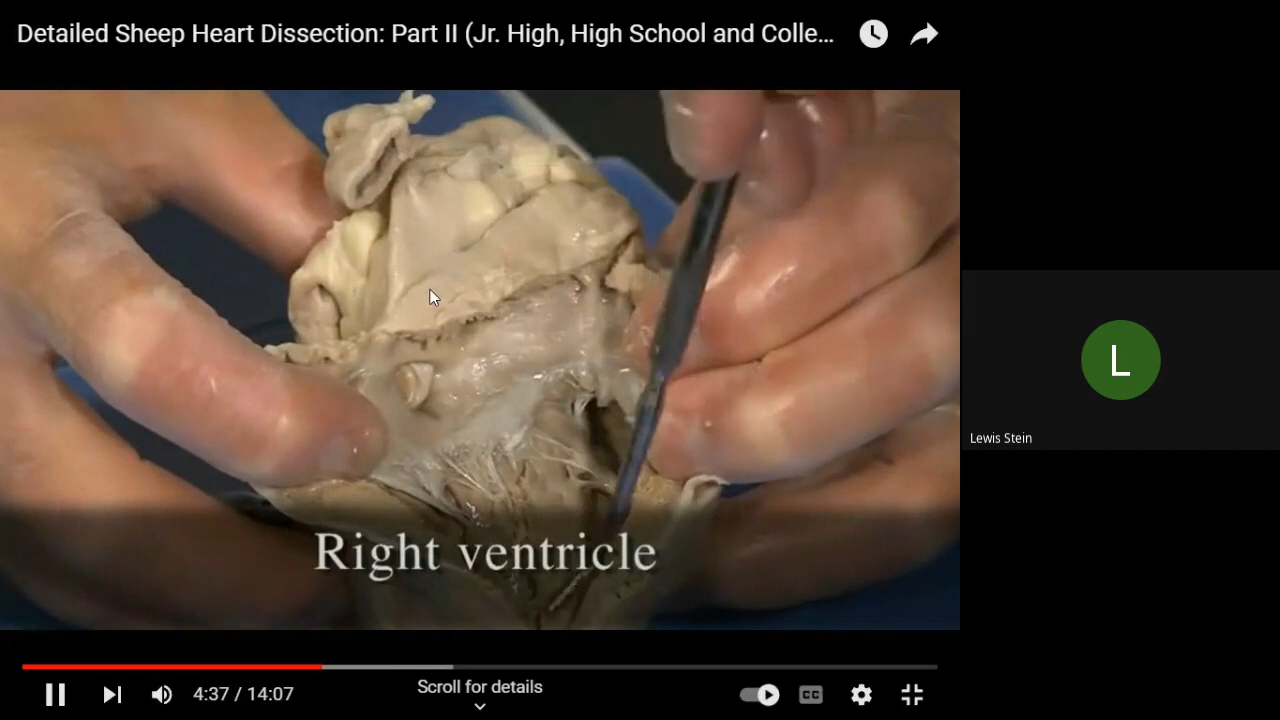 Detailed Sheep Heart Dissection: Part II (Jr. High, High School and Colle...
L
Lewis Stein
Right ventricle
4:37 / 14:07
Scroll for details
CC